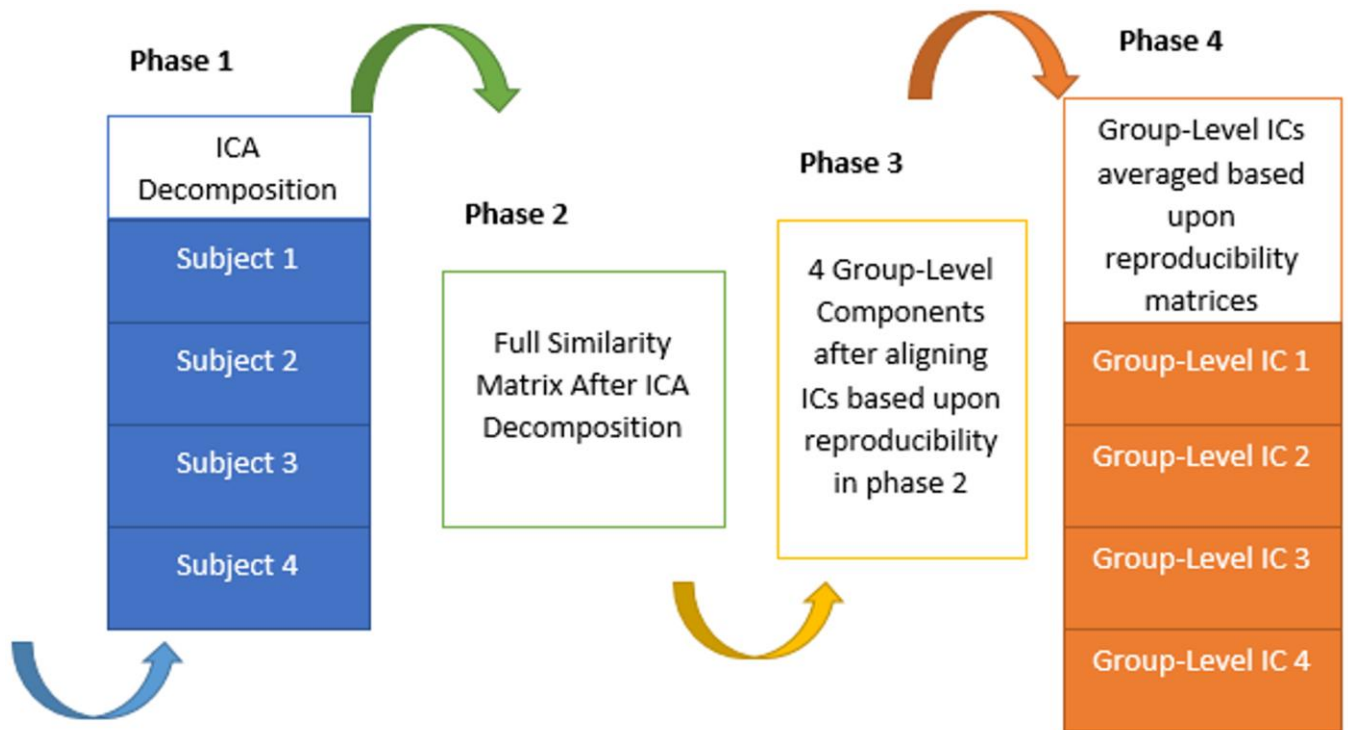 Phase 1
ICA
Decomposition
Subject 1
Subject 2
Subject 3
Subject 4
Phase 2
Full Similarity
Matrix After ICA
Decomposition
Phase 3
4 Group-Level
Components
after aligning
ICs based upon
reproducibility
in phase 2
Phase 4
Group-Level ICs
averaged based
upon
reproducibility
matrices
Group-Level IC 1
Group-Level IC 2
Group-Level IC 3
Group-Level IC 4